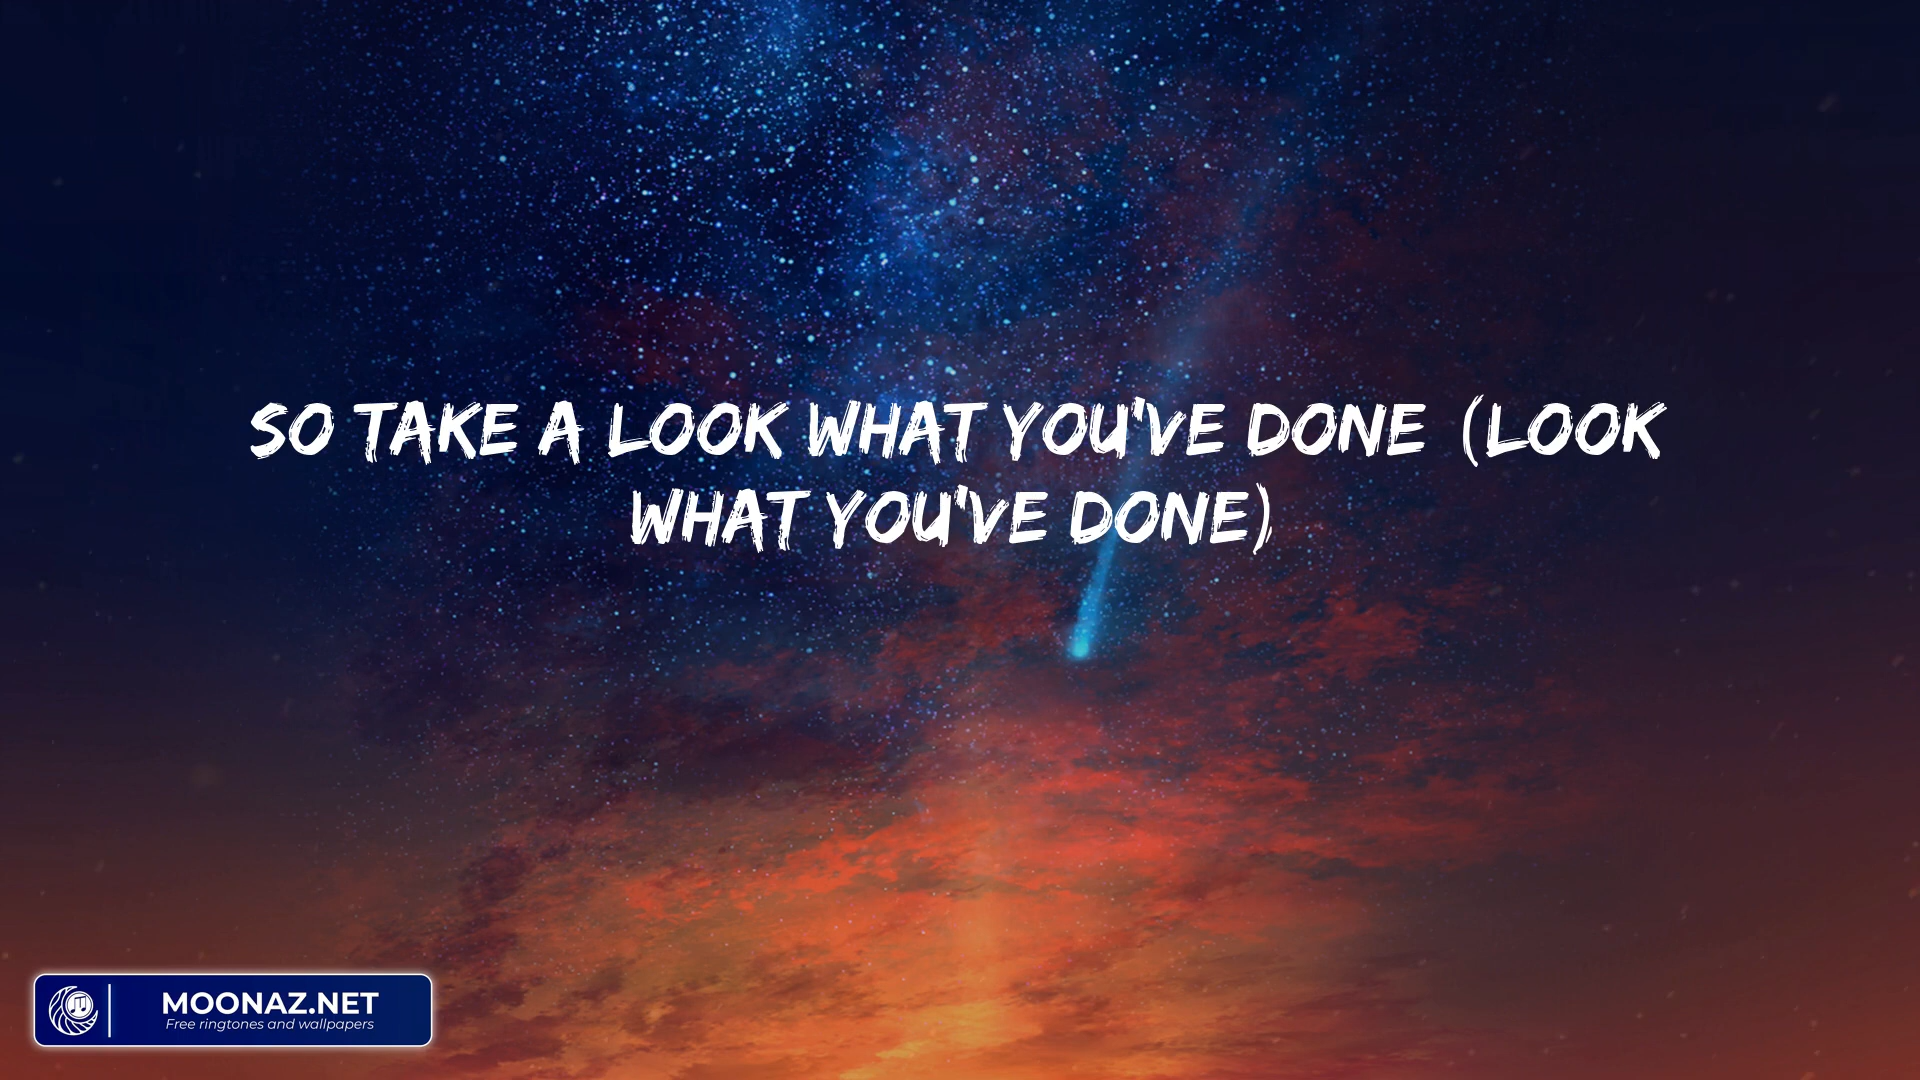 SO TAKE A LOOK WHAT YOU'VE DONE (LOOK
WHAT YOU'VE DONE)
MOONAZ.NET
Free ringtones and wallpapers